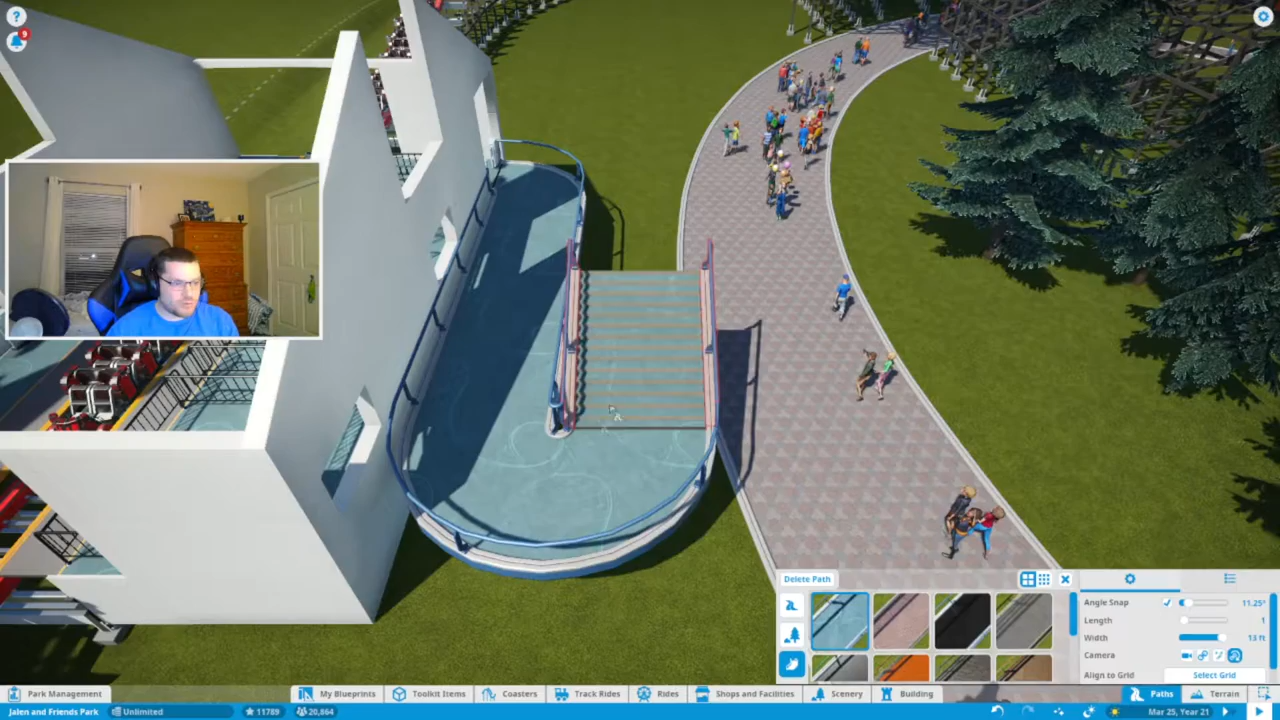 ?
9
Delete Path
Angle Snap 11.25°
Length 1
Width 13 ft
Camera
Align to Grid Select Grid
Park Management My Blueprints Toolkit Items Coasters Track Rides Rides Shops and Facilities Scenery Building Paths Terrain
Jalen and Friends Park Unlimited 11789 20,864 Mar 25, Year 21